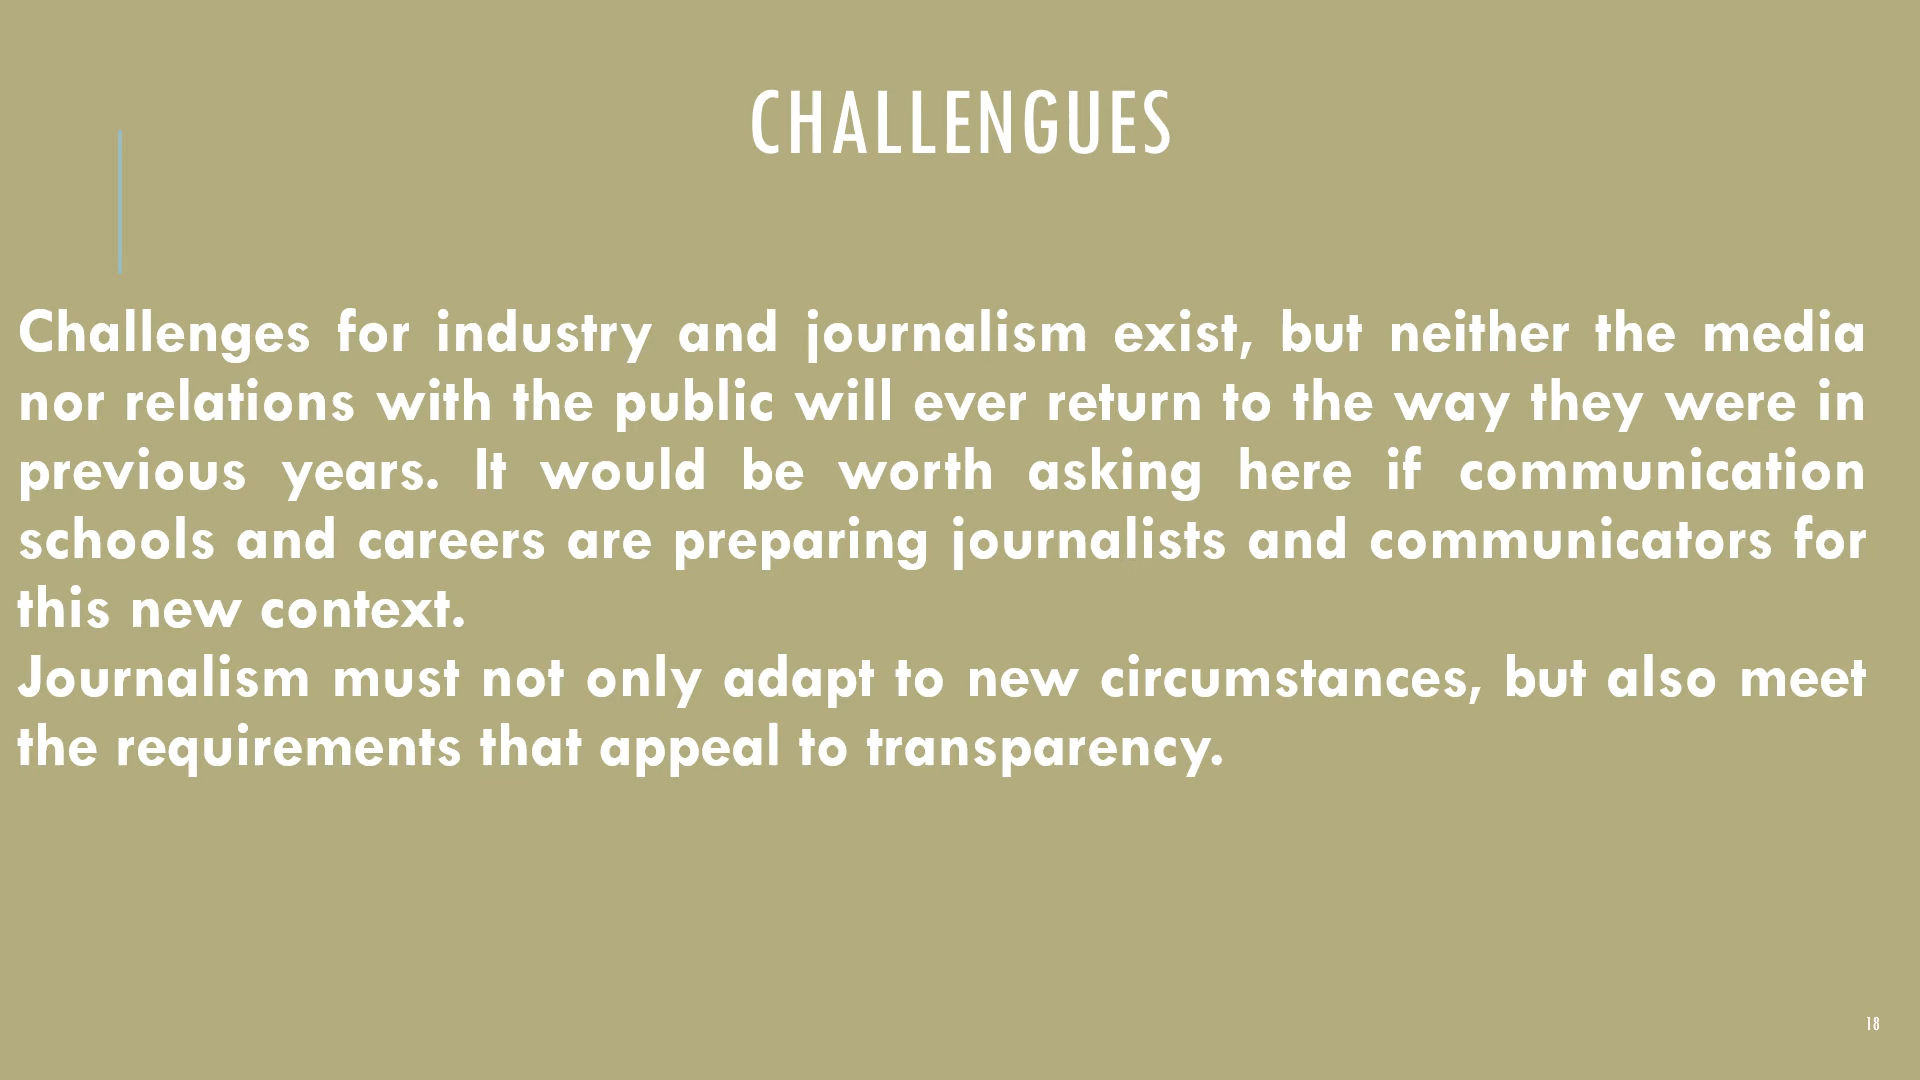 CHALLENGUES
Challenges for industry and journalism exist, but neither the media
nor relations with the public will ever return to the way they were in
previous years. It would be worth asking here if communication
schools and careers are preparing journalists and communicators for
this new context.
Journalism must not only adapt to new circumstances, but also meet
the requirements that appeal to transparency.
18